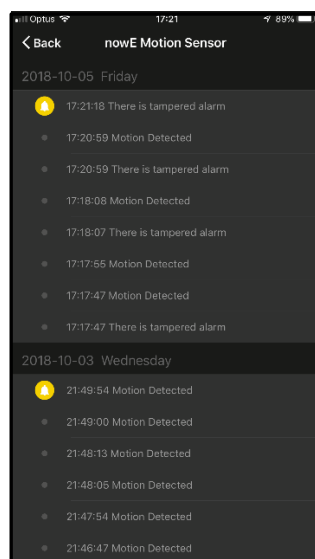 Optus 17:21 89%
Back nowE Motion Sensor
2018-10-05 Friday
17:21:18 There is tampered alarm
17:20:59 Motion Detected
17:20:59 There is tampered alarm
17:18:08 Motion Detected
17:18:07 There is tampered alarm
17:17:55 Motion Detected
17:17:47 Motion Detected
17:17:47 There is tampered alarm
2018-10-03 Wednesday
21:49:54 Motion Detected
21:49:00 Motion Detected
21:48:13 Motion Detected
21:48:05 Motion Detected
21:47:54 Motion Detected
21:46:47 Motion Detected